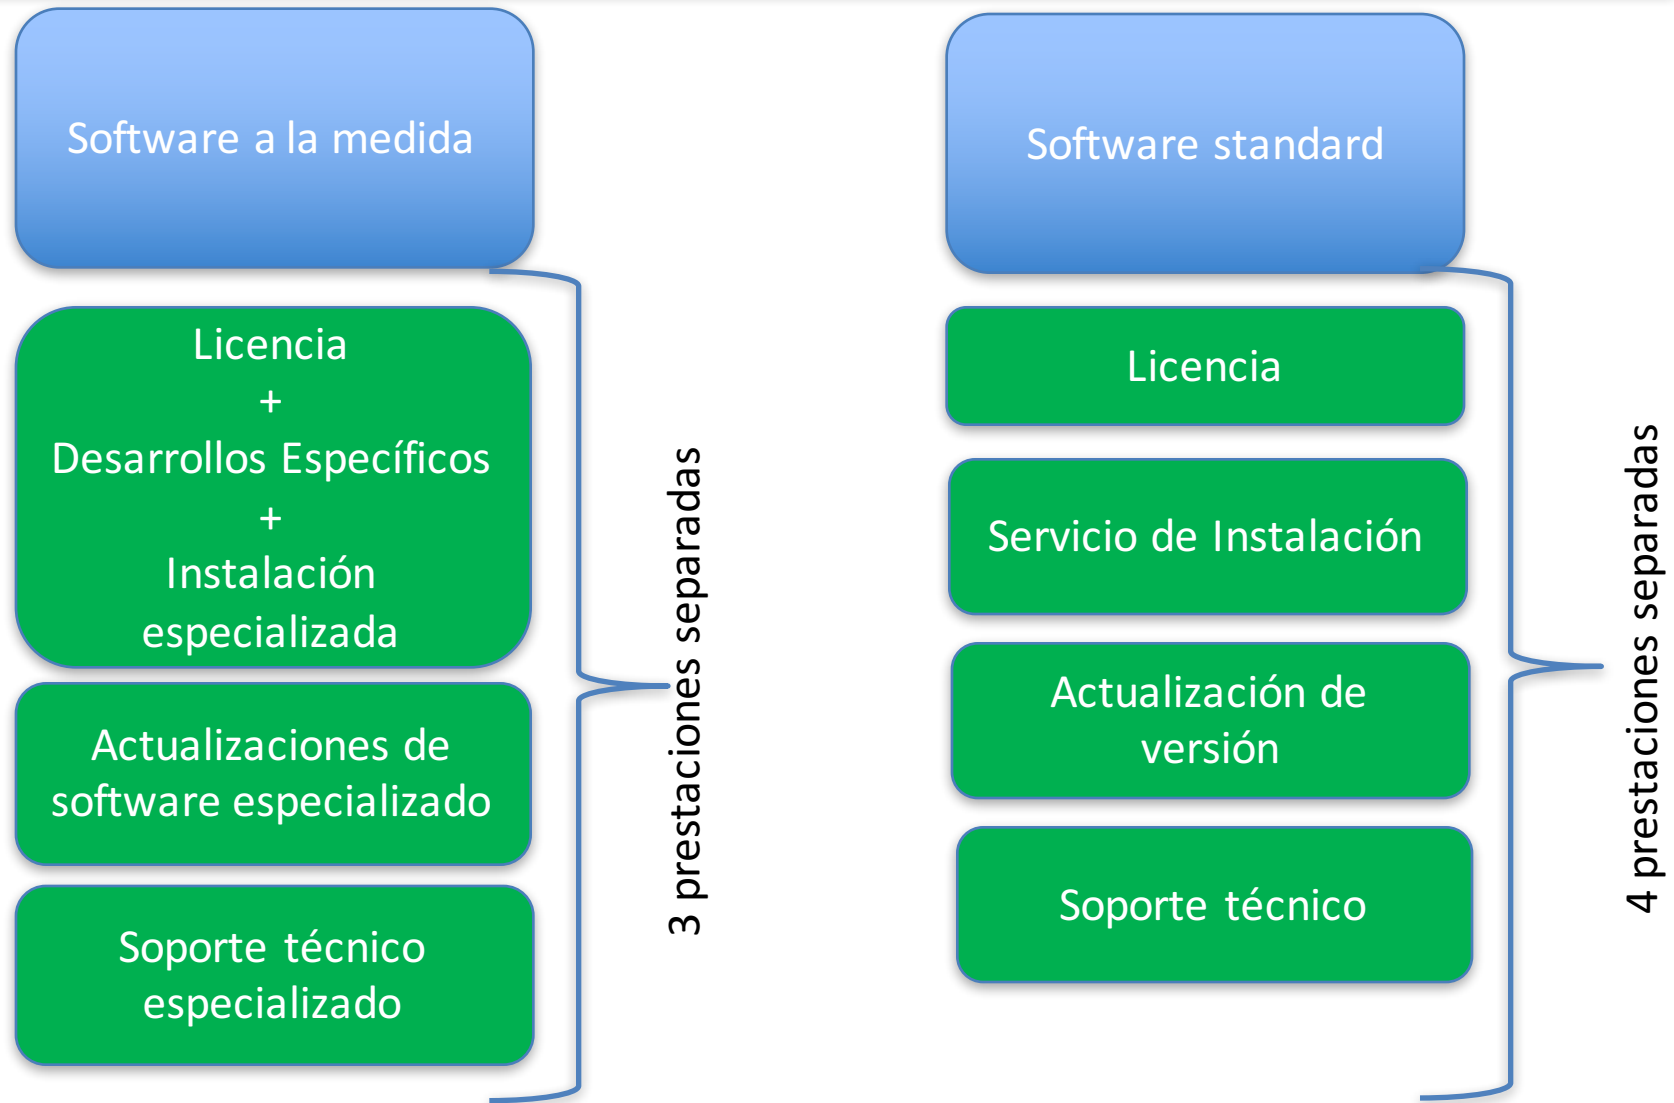 Software a la medida
Licencia
+
Desarrollos Específicos
+
Instalación
especializada
Actualizaciones de
software especializado
Soporte técnico
especializado
3 prestaciones separadas
Software standard
Licencia
Servicio de Instalación
Actualización de
versión
Soporte técnico
4 prestaciones separadas